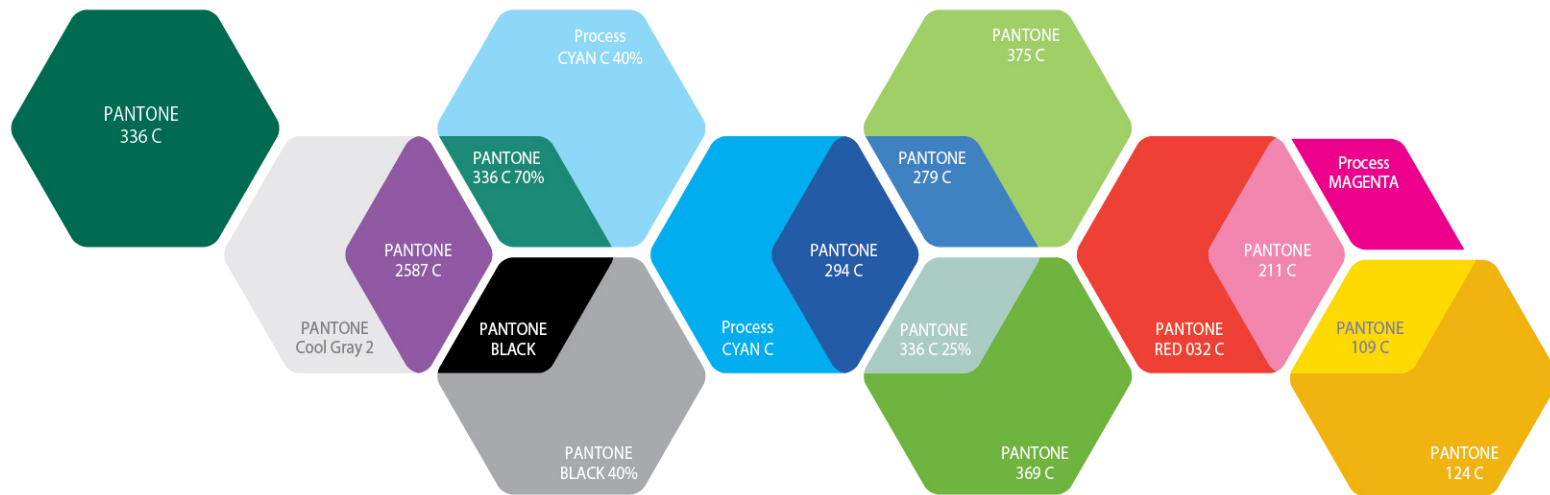 PANTONE
336 C
Process
CYAN C 40%
PANTONE
375 C
PANTONE
336 C 70%
PANTONE
279 C
Process
MAGENTA
PANTONE
2587 C
PANTONE
294 C
PANTONE
211 C
PANTONE
Cool Gray 2
PANTONE
BLACK
Process
CYAN C
PANTONE
336 C 25%
PANTONE
RED 032 C
PANTONE
109 C
PANTONE
BLACK 40%
PANTONE
369 C
PANTONE
124 C